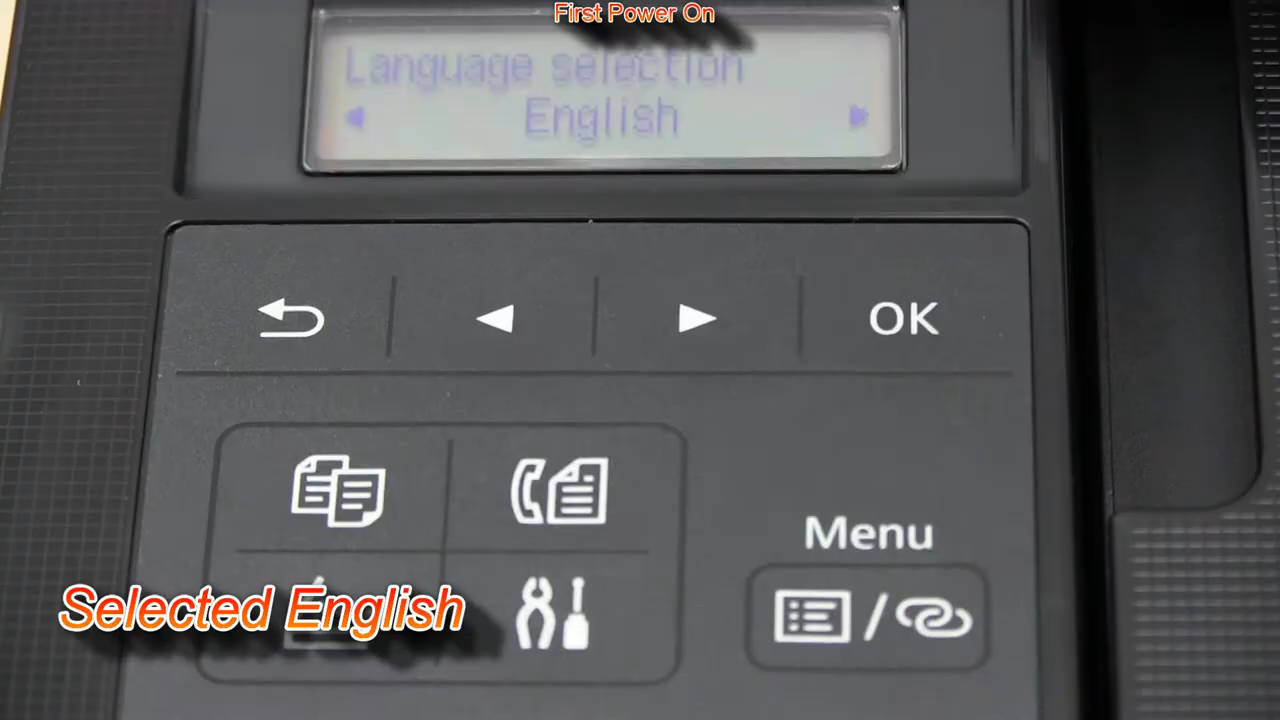 First Power On
Language selection
English
OK
Menu
Selected English